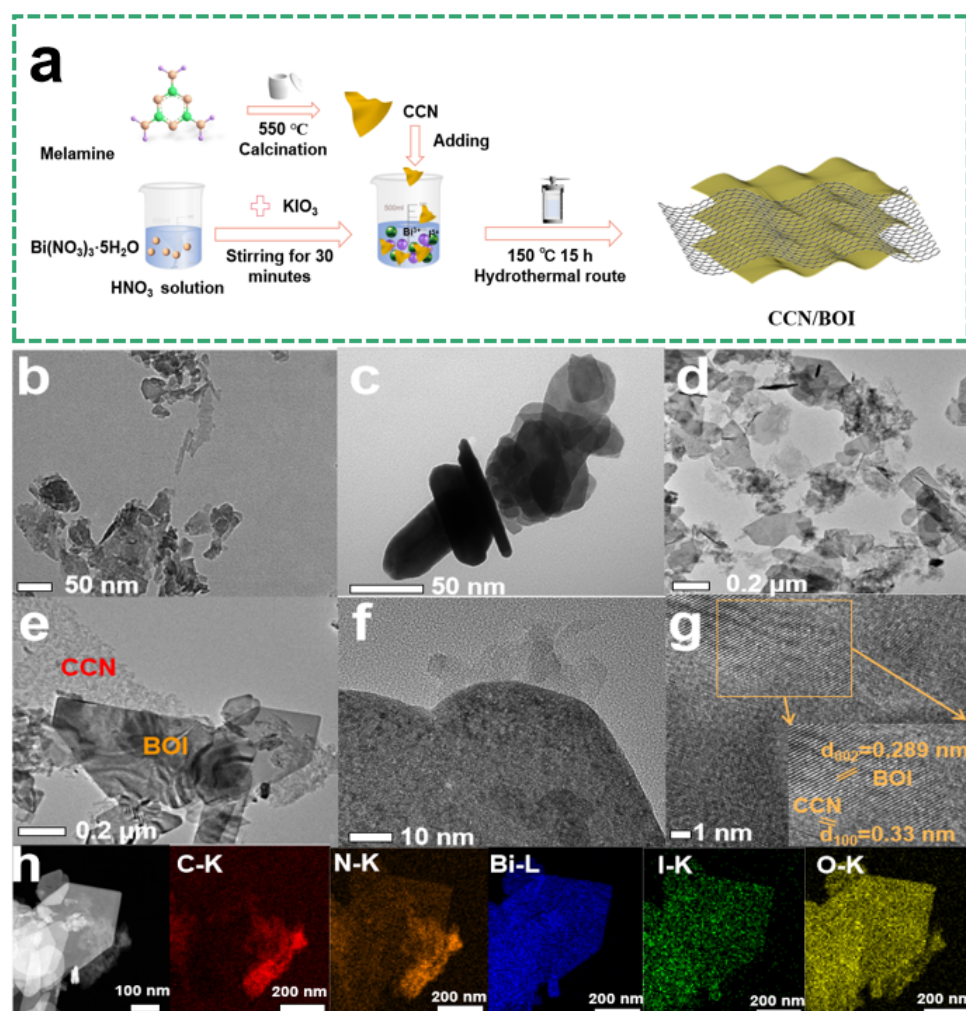 a
Melamine
550 °C
Calcination
CCN
Adding
Bi(NO₃)₃·5H₂O
HNO₃ solution
KIO₃
Stirring for 30
minutes
500ml
Bi³⁺
150 °C 15 h
Hydrothermal route
CCN/BOI
b
50 nm
c
50 nm
d
0.2 µm
e
CCN
BOI
0.2 µm
f
10 nm
g
d₀₀₂=0.289 nm
BOI
CCN
d₁₀₀=0.33 nm
1 nm
h
100 nm
C-K
200 nm
N-K
200 nm
Bi-L
200 nm
I-K
200 nm
O-K
200 nm